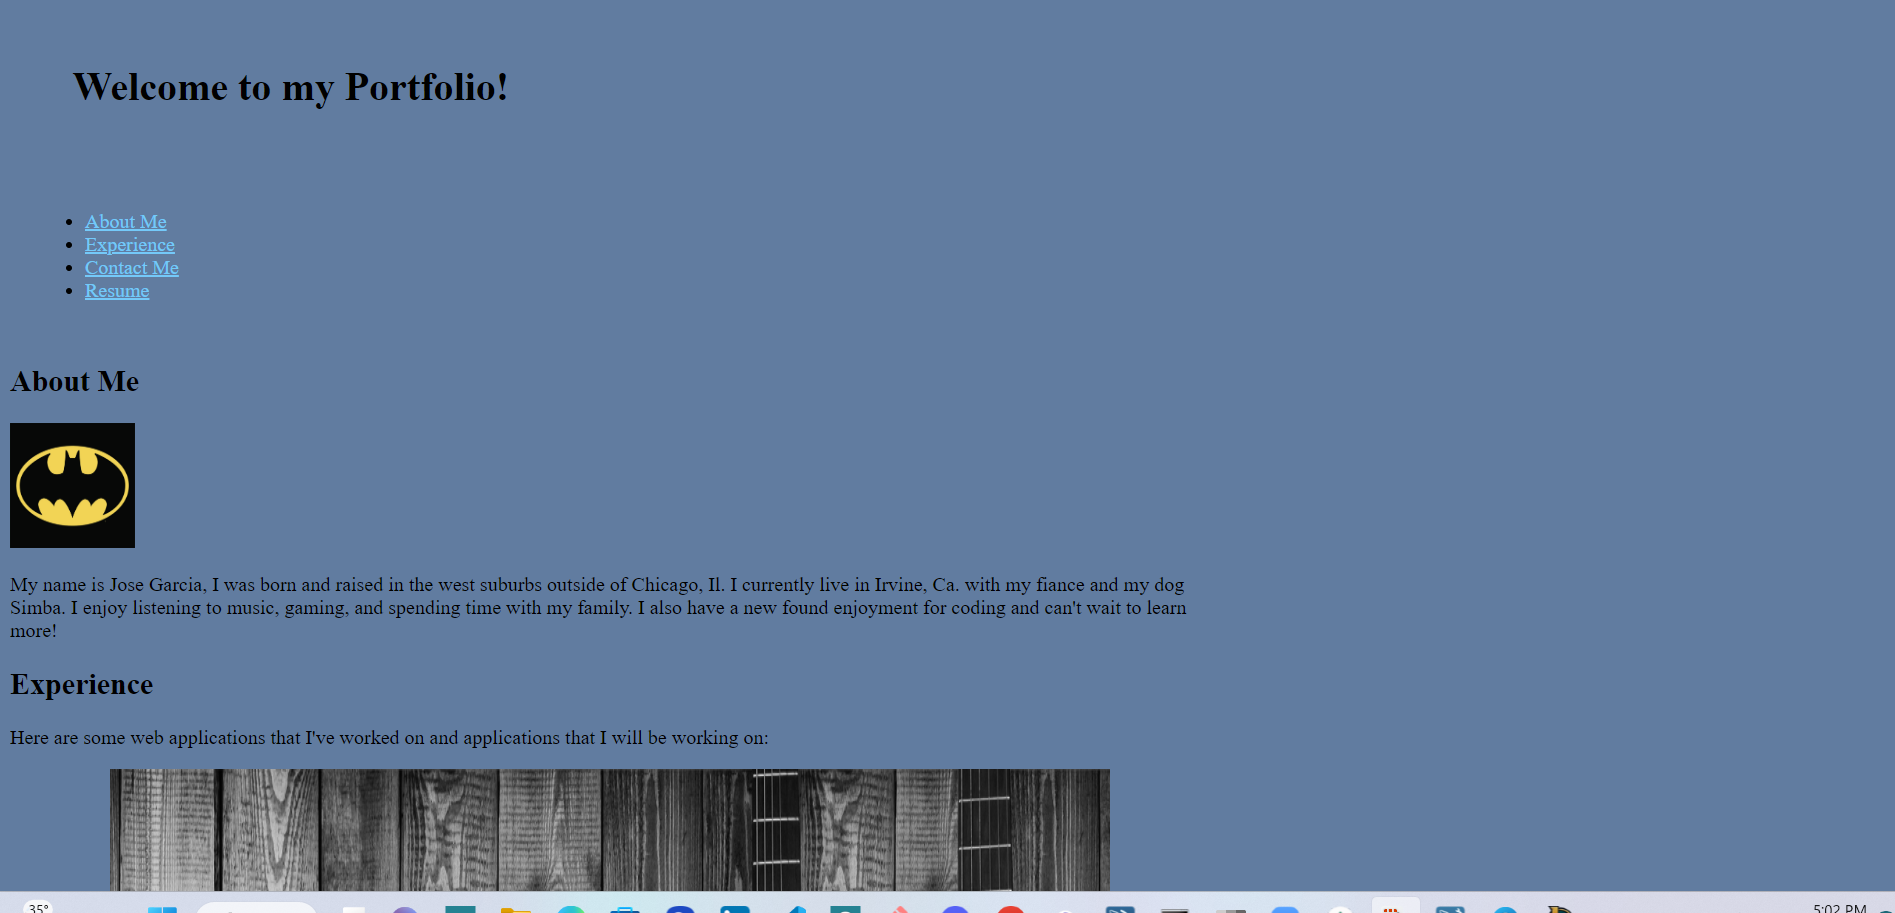 Welcome to my Portfolio!
About Me
Experience
Contact Me
Resume
About Me
My name is Jose Garcia, I was born and raised in the west suburbs outside of Chicago, Il. I currently live in Irvine, Ca. with my fiance and my dog
Simba. I enjoy listening to music, gaming, and spending time with my family. I also have a new found enjoyment for coding and can't wait to learn
more!
Experience
Here are some web applications that I've worked on and applications that I will be working on:
35°
5:02 PM